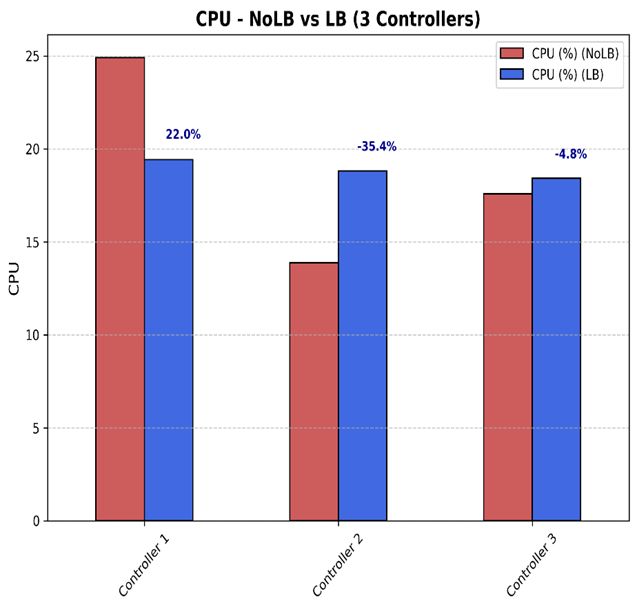 CPU - NoLB vs LB (3 Controllers)
CPU (%) (NoLB)
CPU (%) (LB)
25
20
15
10
5
0
CPU
22.0%
-35.4%
-4.8%
Controller 1
Controller 2
Controller 3